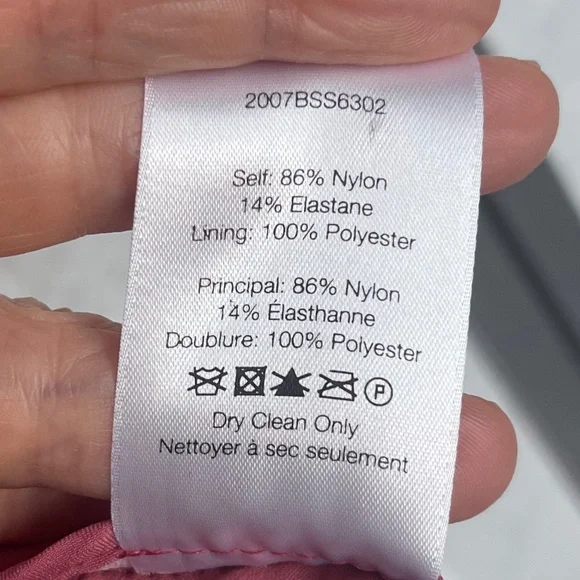 2007BSS6302
Self: 86% Nylon
14% Elastane
Lining: 100% Polyester
Principal: 86% Nylon
14% Élasthanne
Doublure: 100% Polyester
P
Dry Clean Only
Nettoyer à sec seulement